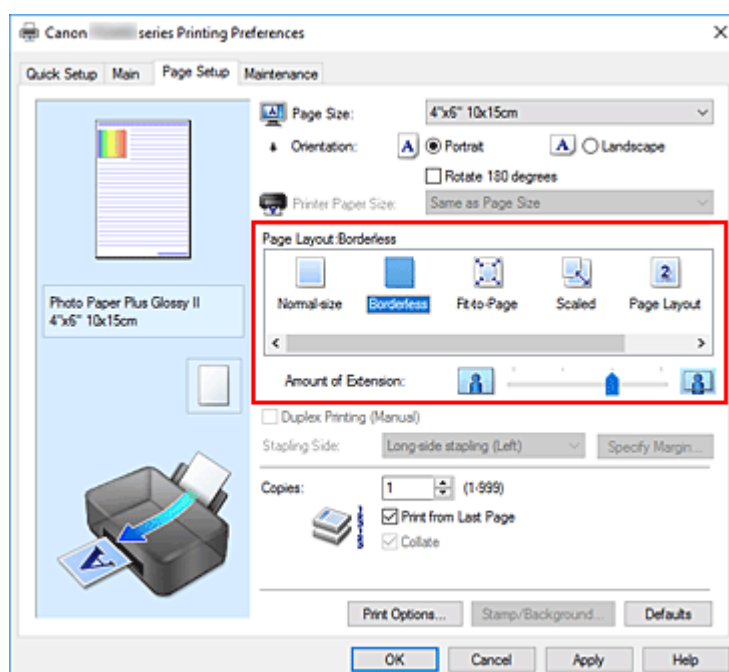 Canon series Printing Preferences
Quick Setup Main Page Setup Maintenance
Page Size: 4"x6" 10x15cm
Orientation: A Portrait A Landscape
Rotate 180 degrees
Printer Paper Size: Same as Page Size
Page Layout:Borderless
Normal-size Borderless Fit-to-Page Scaled Page Layout
Photo Paper Plus Glossy II
4"x6" 10x15cm
Amount of Extension:
Duplex Printing (Manual)
Stapling Side: Long-side stapling (Left) Specify Margin...
Copies: 1 (1-999)
Print from Last Page
Collate
Print Options... Stamp/Background... Defaults
OK Cancel Apply Help